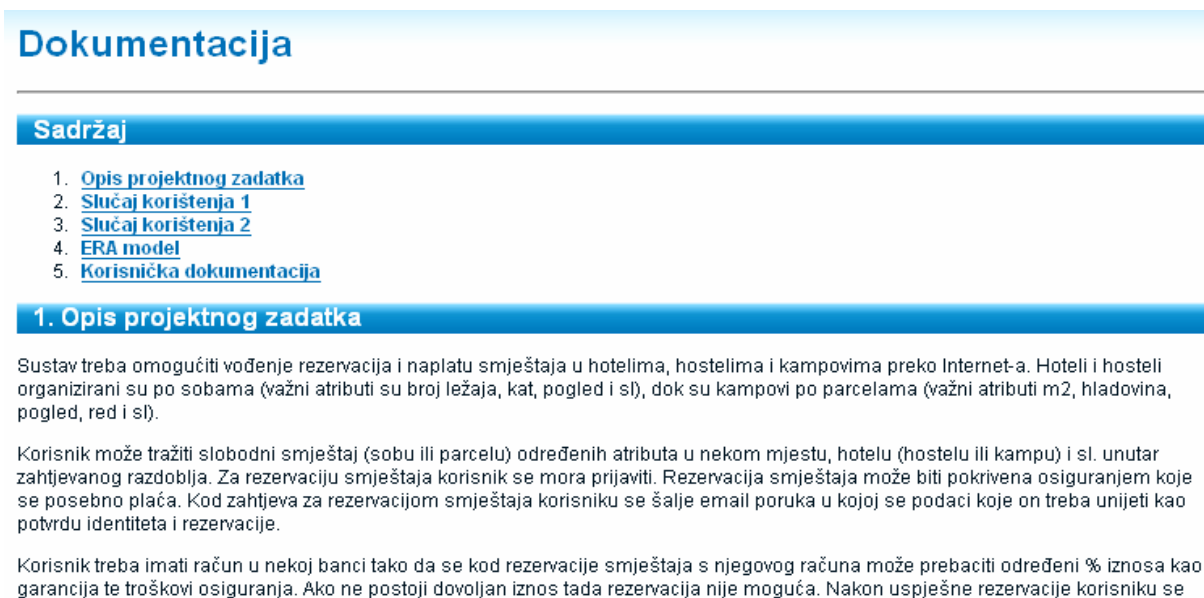 Dokumentacija
Sadržaj
1. Opis projektnog zadatka
2. Slučaj korištenja 1
3. Slučaj korištenja 2
4. ERA model
5. Korisnička dokumentacija
1. Opis projektnog zadatka
Sustav treba omogućiti vođenje rezervacija i naplatu smještaja u hotelima, hostelima i kampovima preko Internet-a. Hoteli i hosteli
organizirani su po sobama (važni atributi su broj ležaja, kat, pogled i sl), dok su kampovi po parcelama (važni atributi m2, hladovina,
pogled, red i sl).
Korisnik može tražiti slobodni smještaj (sobu ili parcelu) određenih atributa u nekom mjestu, hotelu (hostelu ili kampu) i sl. unutar
zahtjevanog razdoblja. Za rezervaciju smještaja korisnik se mora prijaviti. Rezervacija smještaja može biti pokrivena osiguranjem koje
se posebno plaća. Kod zahtjeva za rezervacijom smještaja korisniku se šalje email poruka u kojoj se podaci koje on treba unijeti kao
potvrdu identiteta i rezervacije.
Korisnik treba imati račun u nekoj banci tako da se kod rezervacije smještaja s njegovog računa može prebaciti određeni % iznosa kao
garancija te troškovi osiguranja. Ako ne postoji dovoljan iznos tada rezervacija nije moguća. Nakon uspješne rezervacije korisniku se